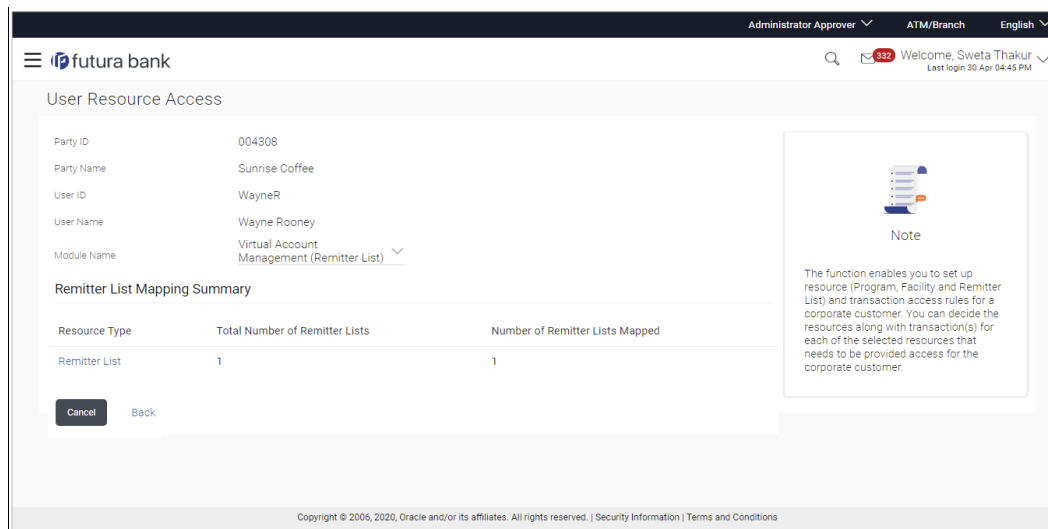 Administrator Approver ATM/Branch English
futura bank
332
Welcome, Sweta Thakur
Last login 30 Apr 04:45 PM
User Resource Access
Party ID 004308
Party Name Sunrise Coffee
User ID WayneR
User Name Wayne Rooney
Module Name Virtual Account
Management (Remitter List)
Remitter List Mapping Summary
Resource Type Total Number of Remitter Lists Number of Remitter Lists Mapped
Remitter List 1 1
Cancel Back
Note
The function enables you to set up
resource (Program, Facility and Remitter
List) and transaction access rules for a
corporate customer. You can decide the
resources along with transaction(s) for
each of the selected resources that
needs to be provided access for the
corporate customer.
Copyright © 2006, 2020, Oracle and/or its affiliates. All rights reserved. | Security Information | Terms and Conditions